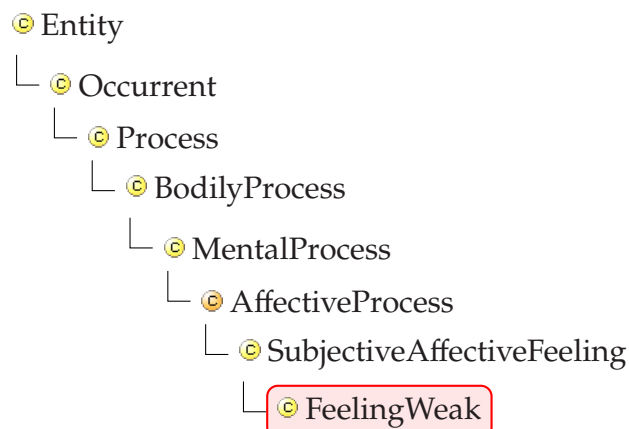 C Entity
C Occurrent
C Process
C BodilyProcess
C MentalProcess
C AffectiveProcess
C SubjectiveAffectiveFeeling
C FeelingWeak